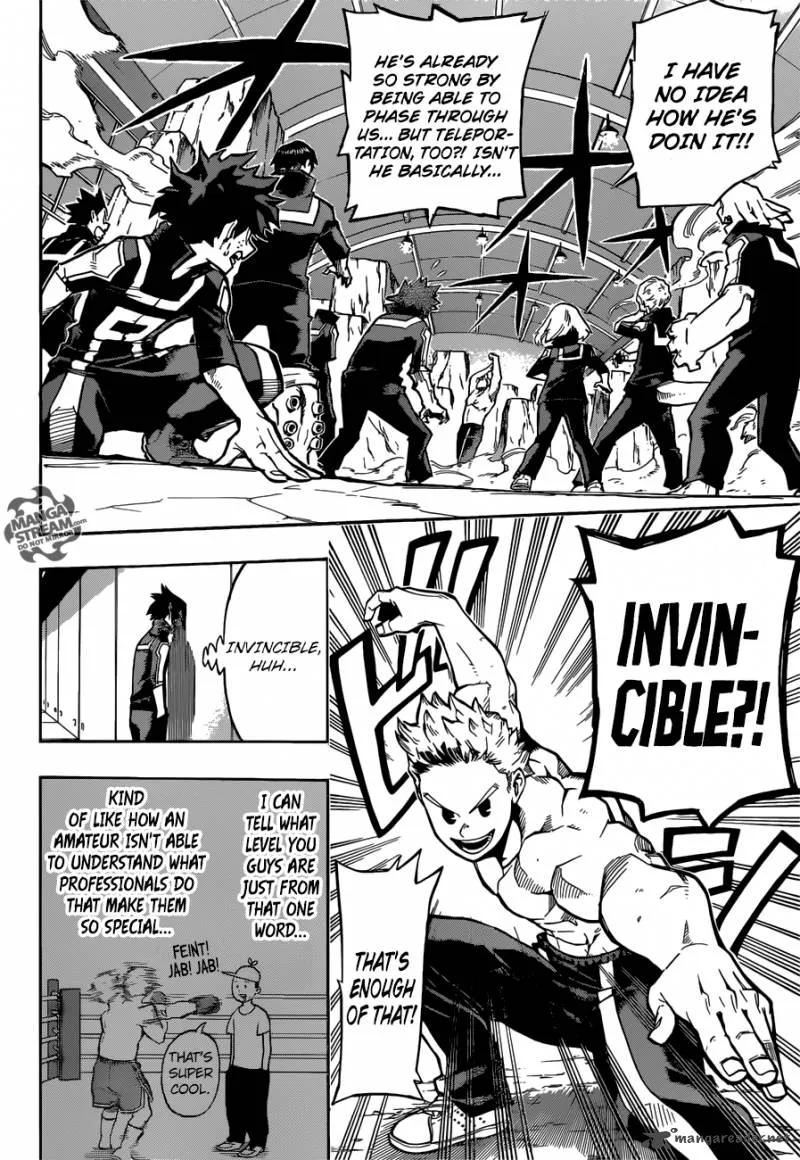 I HAVE
NO IDEA
HOW HE'S
DOIN IT!!
HE'S ALREADY
SO STRONG BY
BEING ABLE TO
PHASE THROUGH
US... BUT TELEPOR-
TATION, TOO?! ISN'T
HE BASICALLY...
INVIN-
CIBLE?!
THAT'S
ENOUGH
OF THAT!
INVINCIBLE,
HUH...
I CAN
TELL WHAT
LEVEL YOU
GUYS ARE
JUST FROM
THAT ONE
WORD...
KIND
OF LIKE HOW AN
AMATEUR ISN'T ABLE
TO UNDERSTAND WHAT
PROFESSIONALS DO
THAT MAKE THEM
SO SPECIAL...
FEINT!
JAB! JAB!
THAT'S
SUPER
COOL.
MANGA
STREAM.com
DO NOT MIRROR
mangareader.net